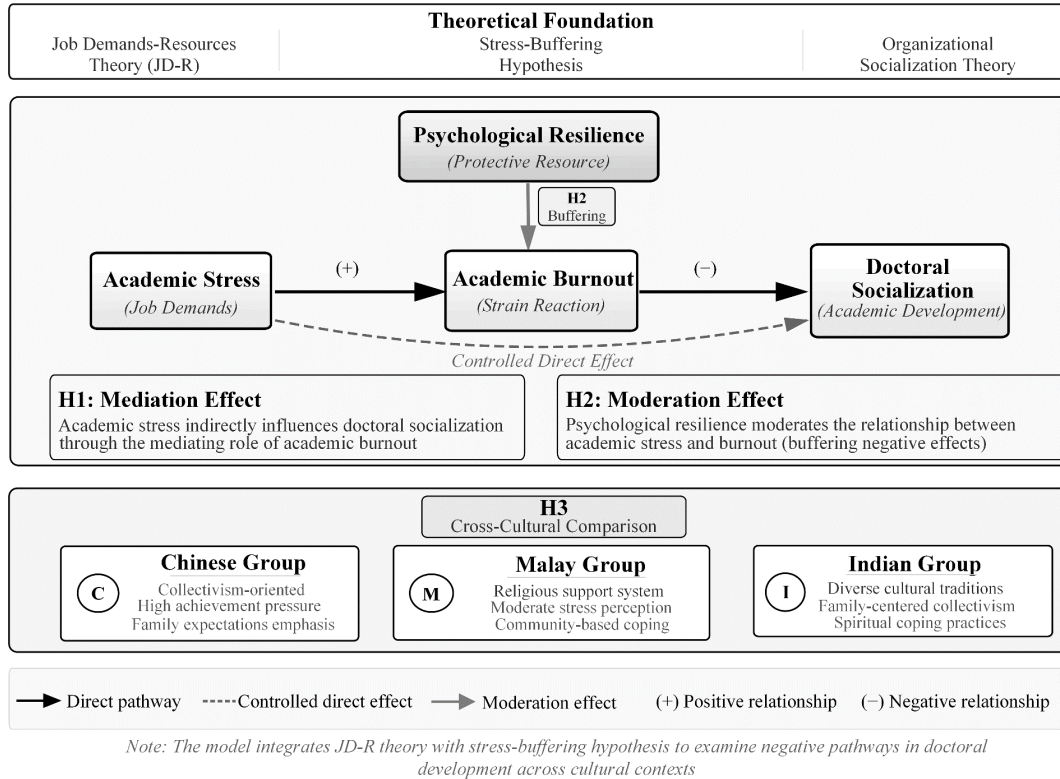 Theoretical Foundation
Job Demands-Resources
Theory (JD-R)
Stress-Buffering
Hypothesis
Organizational
Socialization Theory
Psychological Resilience
(Protective Resource)
H2
Buffering
Academic Stress
(Job Demands)
(+)
Academic Burnout
(Strain Reaction)
(−)
Doctoral
Socialization
(Academic Development)
Controlled Direct Effect
H1: Mediation Effect
Academic stress indirectly influences doctoral socialization
through the mediating role of academic burnout
H2: Moderation Effect
Psychological resilience moderates the relationship between
academic stress and burnout (buffering negative effects)
H3
Cross-Cultural Comparison
C
Chinese Group
Collectivism-oriented
High achievement pressure
Family expectations emphasis
M
Malay Group
Religious support system
Moderate stress perception
Community-based coping
I
Indian Group
Diverse cultural traditions
Family-centered collectivism
Spiritual coping practices
Direct pathway
Controlled direct effect
Moderation effect
(+) Positive relationship
(−) Negative relationship
Note: The model integrates JD-R theory with stress-buffering hypothesis to examine negative pathways in doctoral
development across cultural contexts